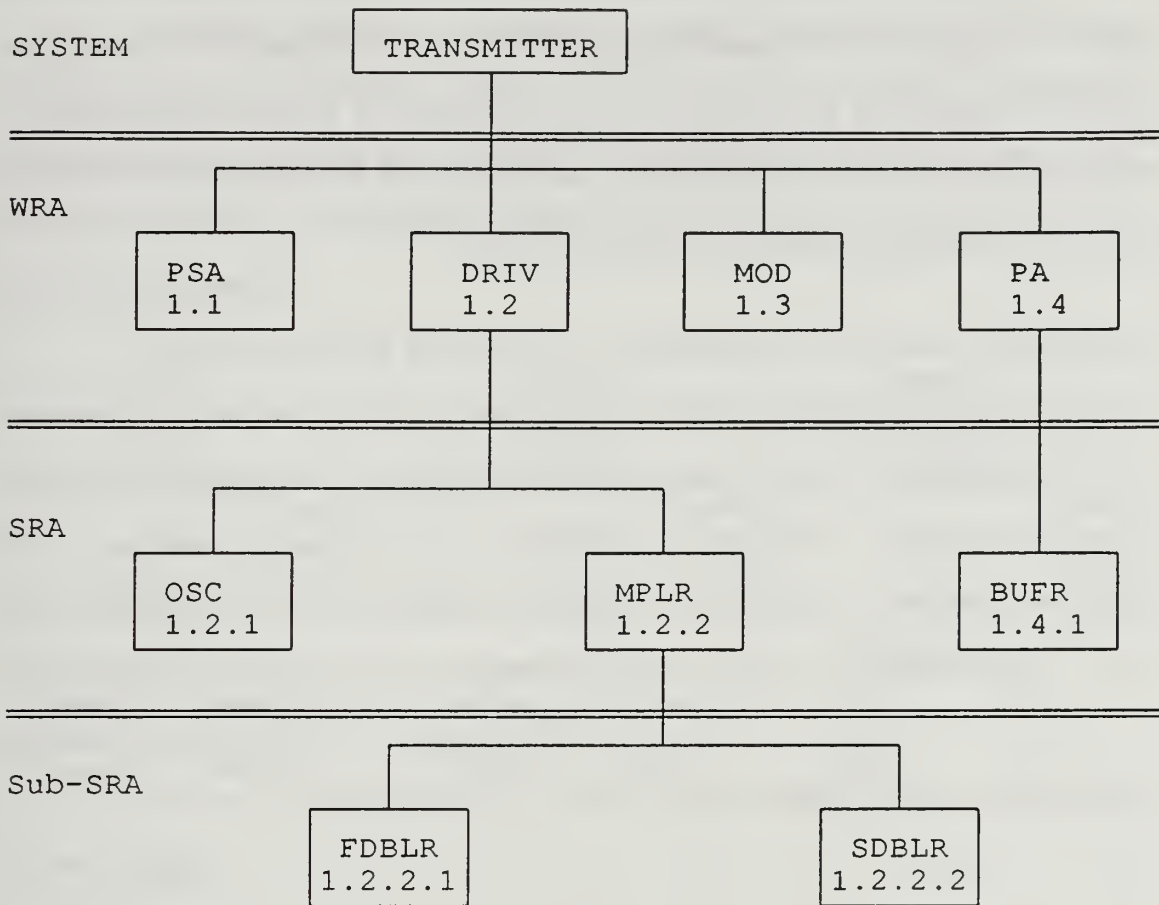 SYSTEM
TRANSMITTER
WRA
PSA
1.1
DRIV
1.2
MOD
1.3
PA
1.4
SRA
OSC
1.2.1
MPLR
1.2.2
BUFR
1.4.1
Sub-SRA
FDBLR
1.2.2.1
SDBLR
1.2.2.2